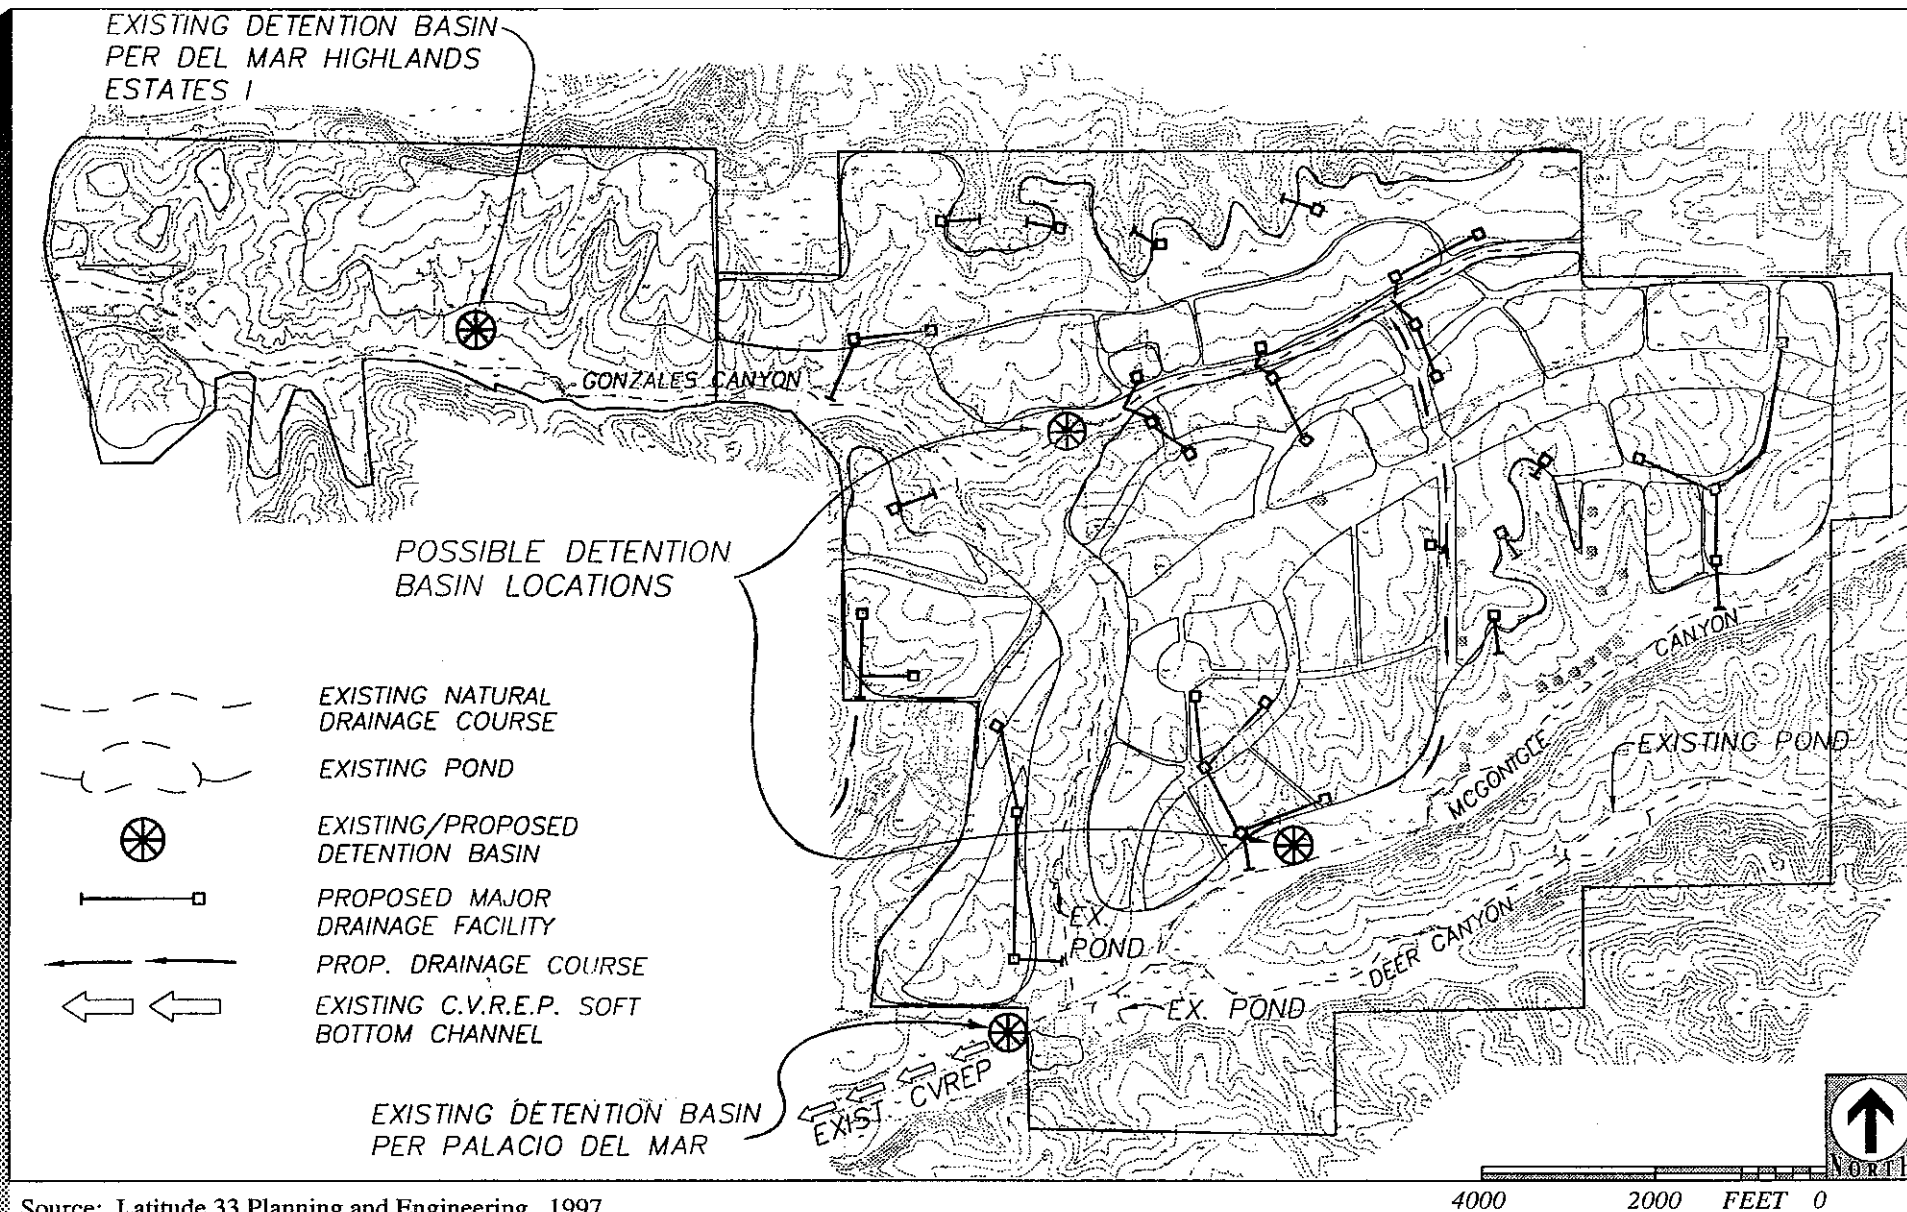 EXISTING DETENTION BASIN
PER DEL MAR HIGHLANDS
ESTATES I
GONZALES CANYON
POSSIBLE DETENTION
BASIN LOCATIONS
CANYON
MCGONIGLE
EXISTING POND
EX.
POND
DEER CANYON
EX. POND
EXIST. CVREP
EXISTING NATURAL
DRAINAGE COURSE
EXISTING POND
EXISTING/PROPOSED
DETENTION BASIN
PROPOSED MAJOR
DRAINAGE FACILITY
PROP. DRAINAGE COURSE
EXISTING C.V.R.E.P. SOFT
BOTTOM CHANNEL
EXISTING DETENTION BASIN
PER PALACIO DEL MAR
NORTH
4000 2000 FEET 0
Source: Latitude 33 Planning and Engineering, 1997